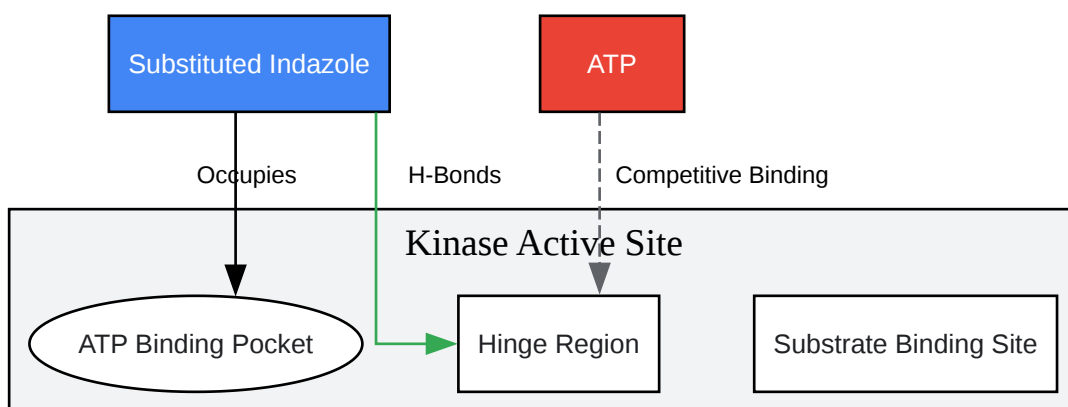 Substituted Indazole
ATP
Occupies
H-Bonds
Competitive Binding
Kinase Active Site
ATP Binding Pocket
Hinge Region
Substrate Binding Site